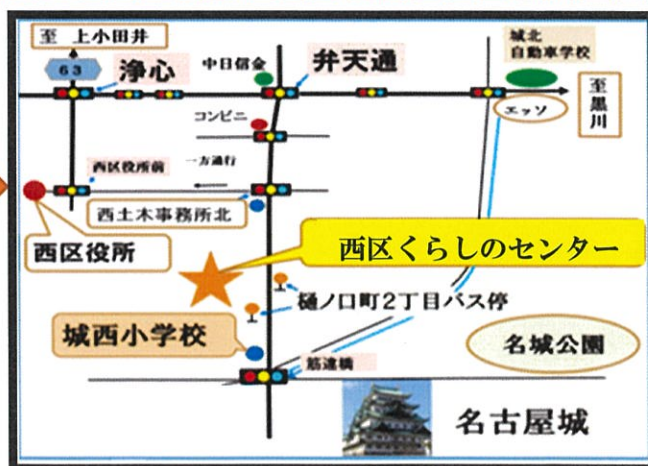 至 上小田井
63
浄心
中日信金
弁天通
城北
自動車学校
エッソ
至黒川
コンビニ
西区役所前
一方通行
西土木事務所北
西区役所
西区くらしのセンター
樋ノ口町2丁目バス停
城西小学校
名城公園
筋違橋
名古屋城